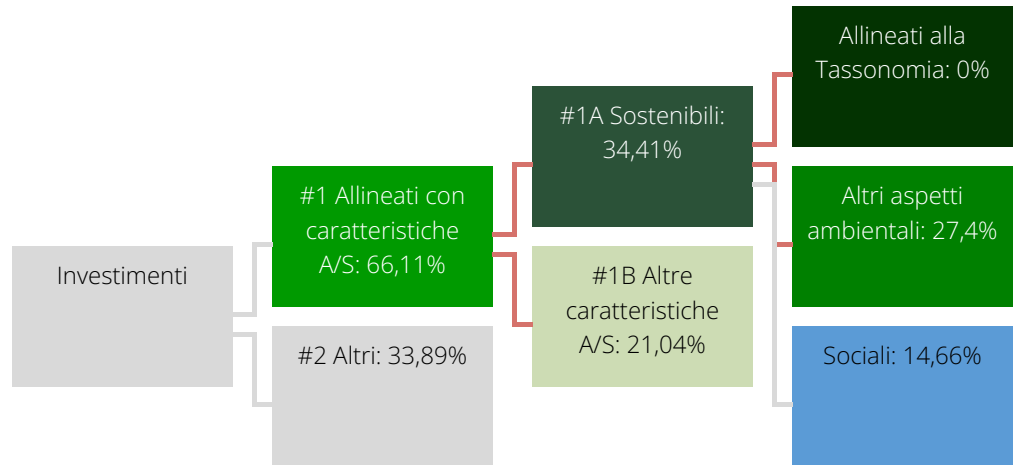 Investimenti
#1 Allineati con
caratteristiche
A/S: 66,11%
#2 Altri: 33,89%
#1A Sostenibili:
34,41%
#1B Altre
caratteristiche
A/S: 21,04%
Allineati alla
Tassonomia: 0%
Altri aspetti
ambientali: 27,4%
Sociali: 14,66%